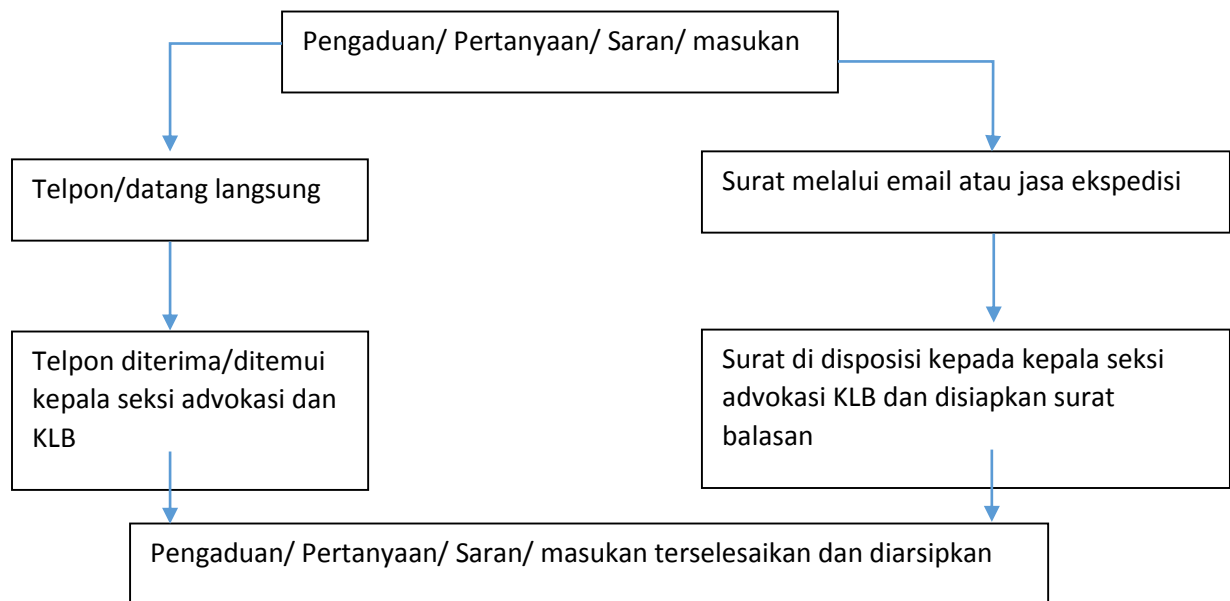 Pengaduan/ Pertanyaan/ Saran/ masukan
Telpon/datang langsung
Surat melalui email atau jasa ekspedisi
Telpon diterima/ditemui
kepala seksi advokasi dan
KLB
Surat di disposisi kepada kepala seksi
advokasi KLB dan disiapkan surat
balasan
Pengaduan/ Pertanyaan/ Saran/ masukan terselesaikan dan diarsipkan